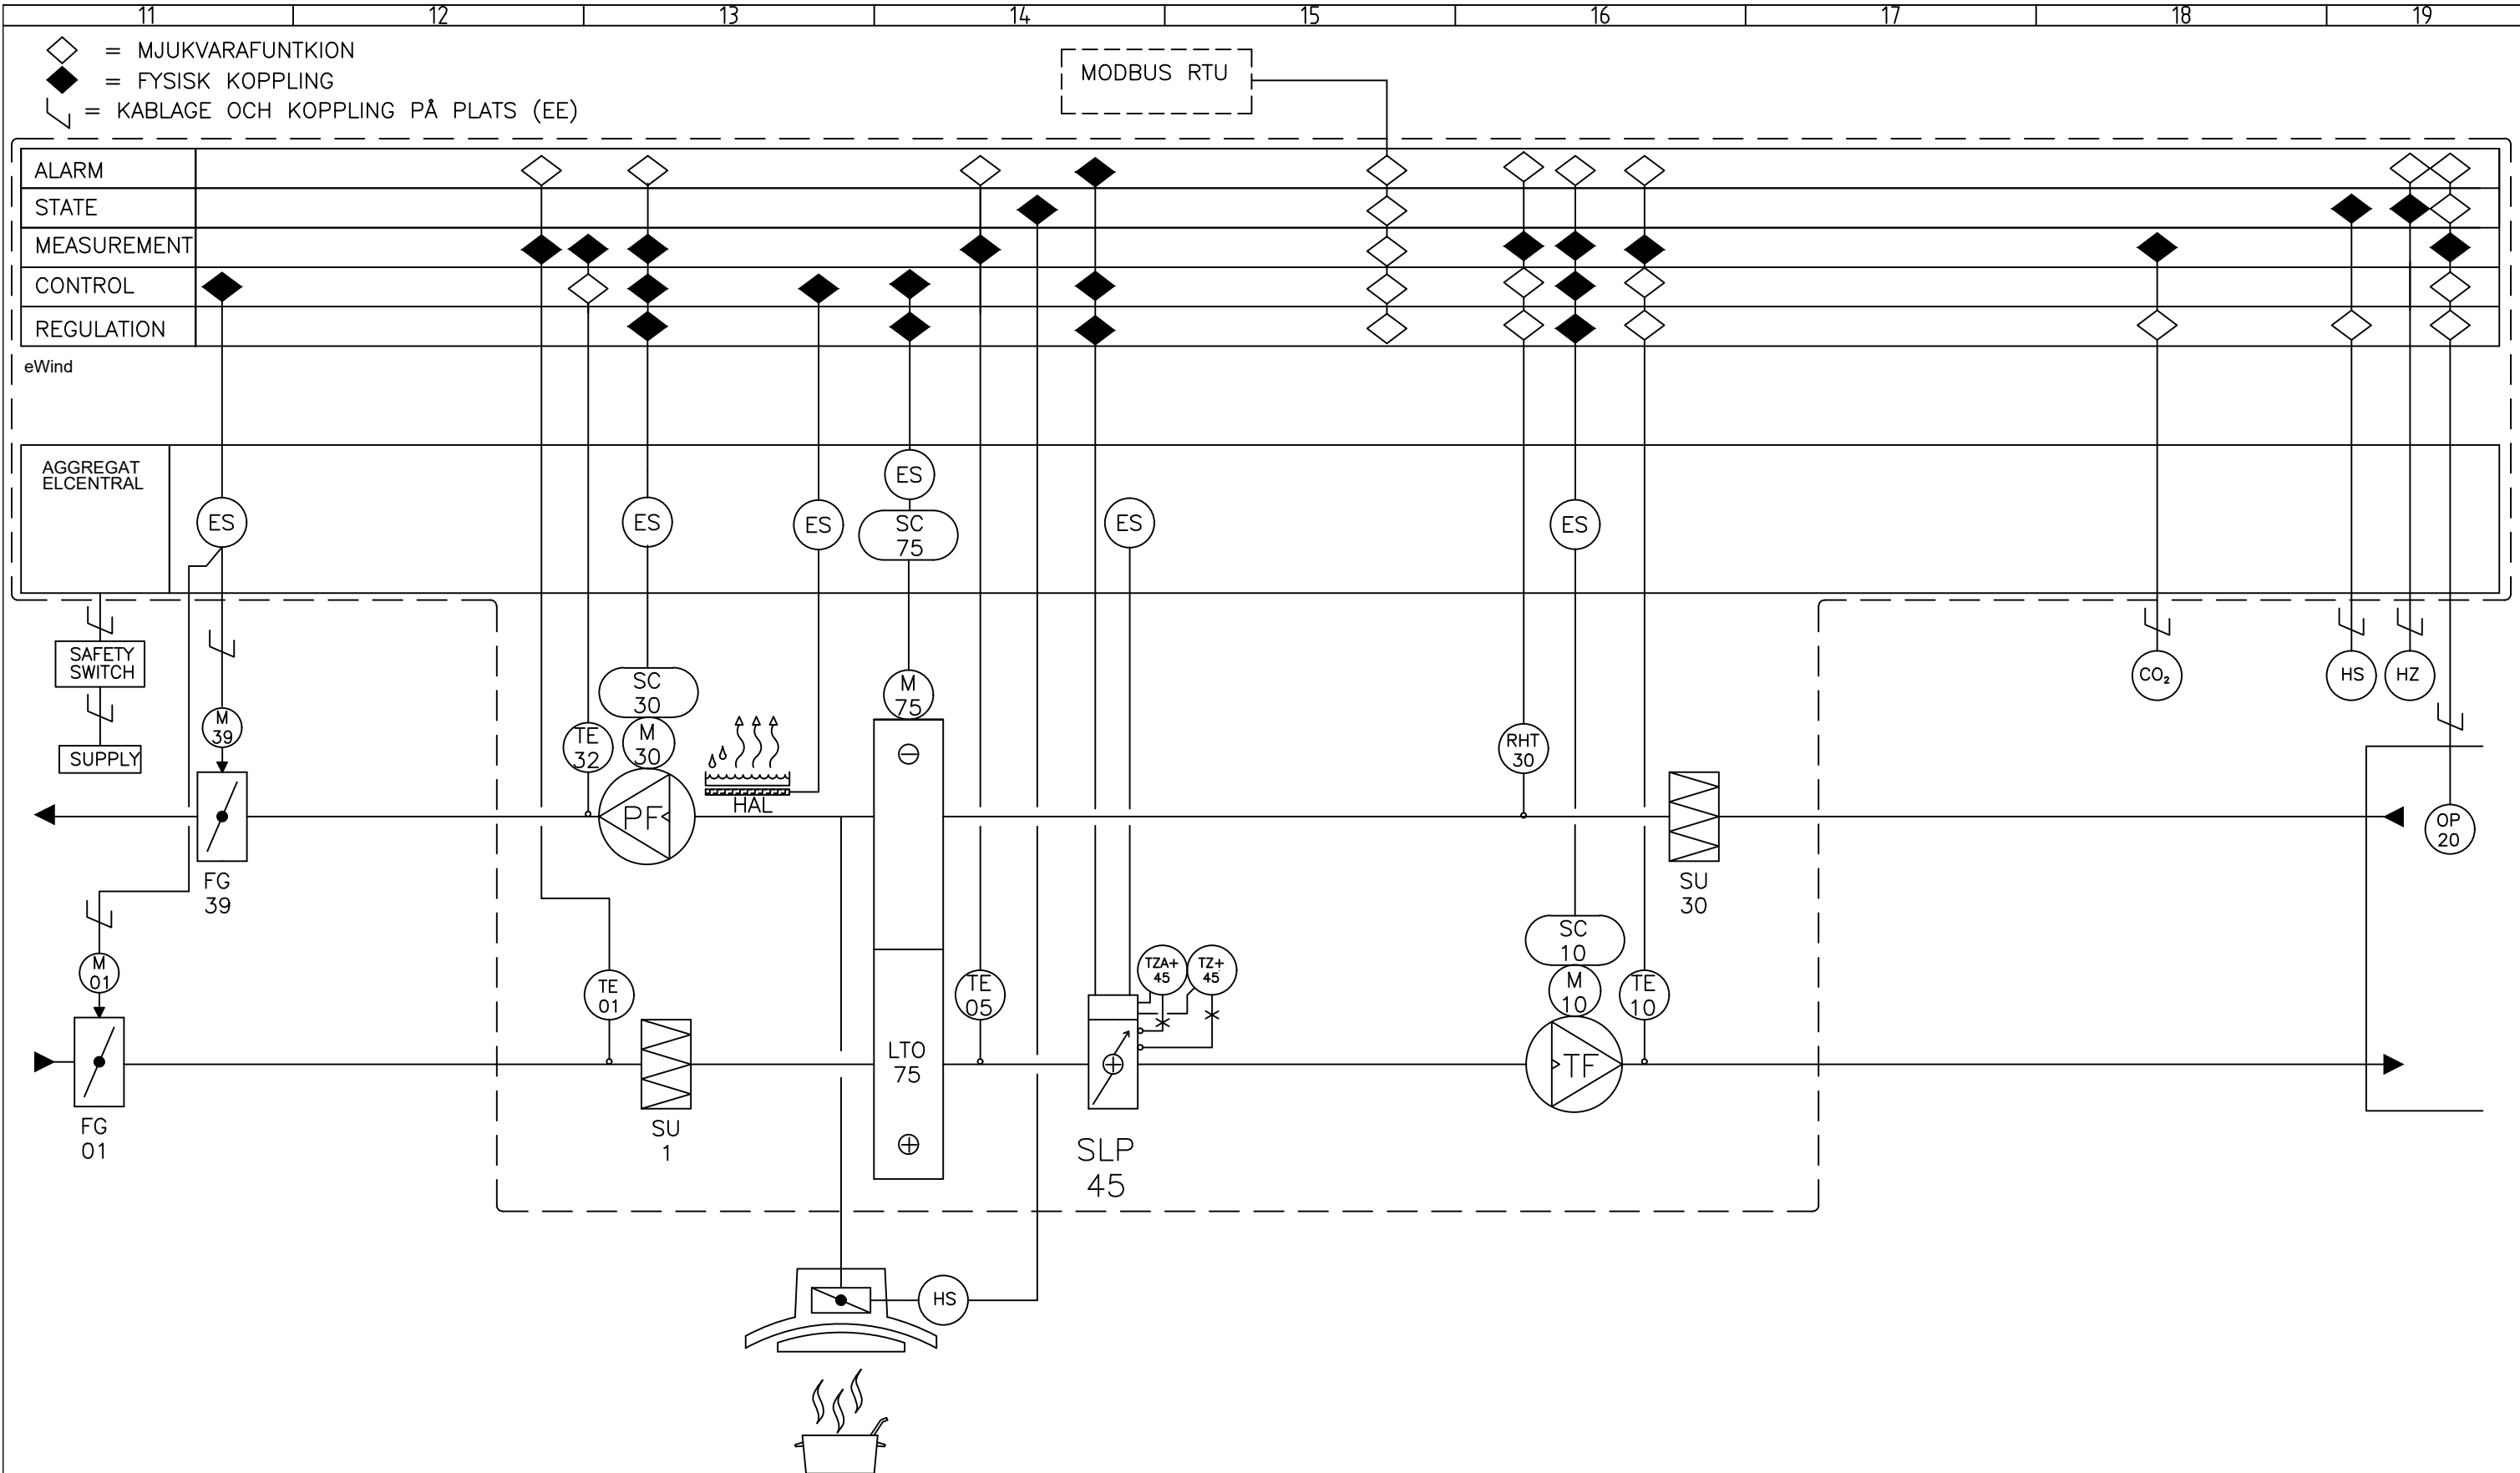 11 12 13 14 15 16 17 18 19
= MJUKVARAFUNTKION
= FYSISK KOPPLING
= KABLAGE OCH KOPPLING PÅ PLATS (EE)
MODBUS RTU
ALARM
STATE
MEASUREMENT
CONTROL
REGULATION
eWind
AGGREGAT
ELCENTRAL
ES
ES
ES
ES
SC
75
ES
ES
SAFETY
SWITCH
SUPPLY
M
39
SC
30
M
30
TE
32
M
75
RHT
30
CO₂
HS
HZ
HAL
PF
OP
20
FG
39
SU
30
M
01
TE
01
TE
05
TZA+
45
TZ+
45
SC
10
M
10
TE
10
LTO
75
TF
FG
01
SU
1
SLP
45
HS